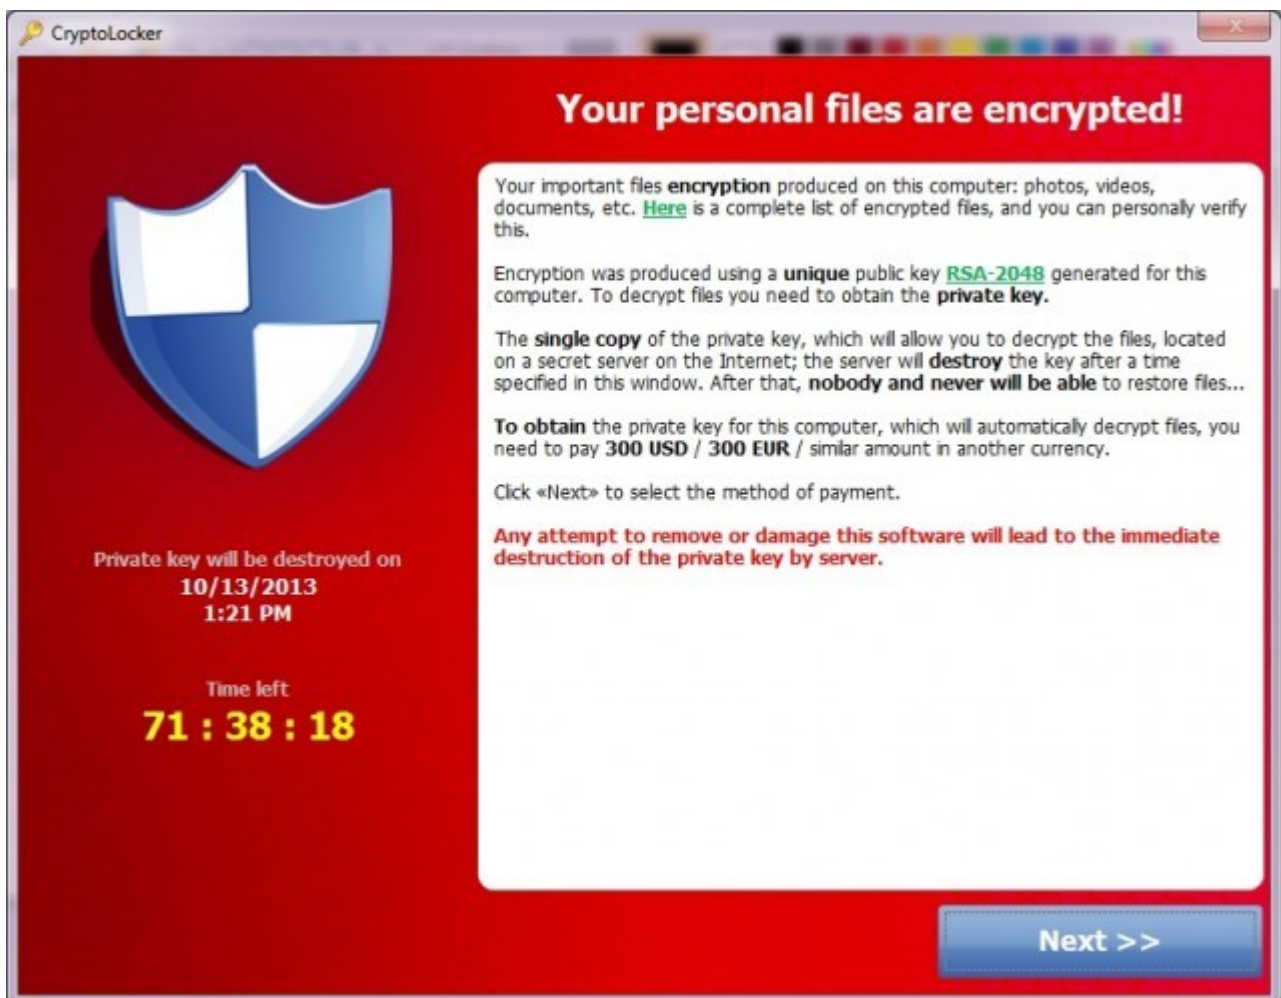 CryptoLocker
Your personal files are encrypted!
Your important files encryption produced on this computer: photos, videos,
documents, etc. Here is a complete list of encrypted files, and you can personally verify
this.
Encryption was produced using a unique public key RSA-2048 generated for this
computer. To decrypt files you need to obtain the private key.
The single copy of the private key, which will allow you to decrypt the files, located
on a secret server on the Internet; the server will destroy the key after a time
specified in this window. After that, nobody and never will be able to restore files...
To obtain the private key for this computer, which will automatically decrypt files, you
need to pay 300 USD / 300 EUR / similar amount in another currency.
Click «Next» to select the method of payment.
Any attempt to remove or damage this software will lead to the immediate
destruction of the private key by server.
Private key will be destroyed on
10/13/2013
1:21 PM
Time left
71 : 38 : 18
Next >>